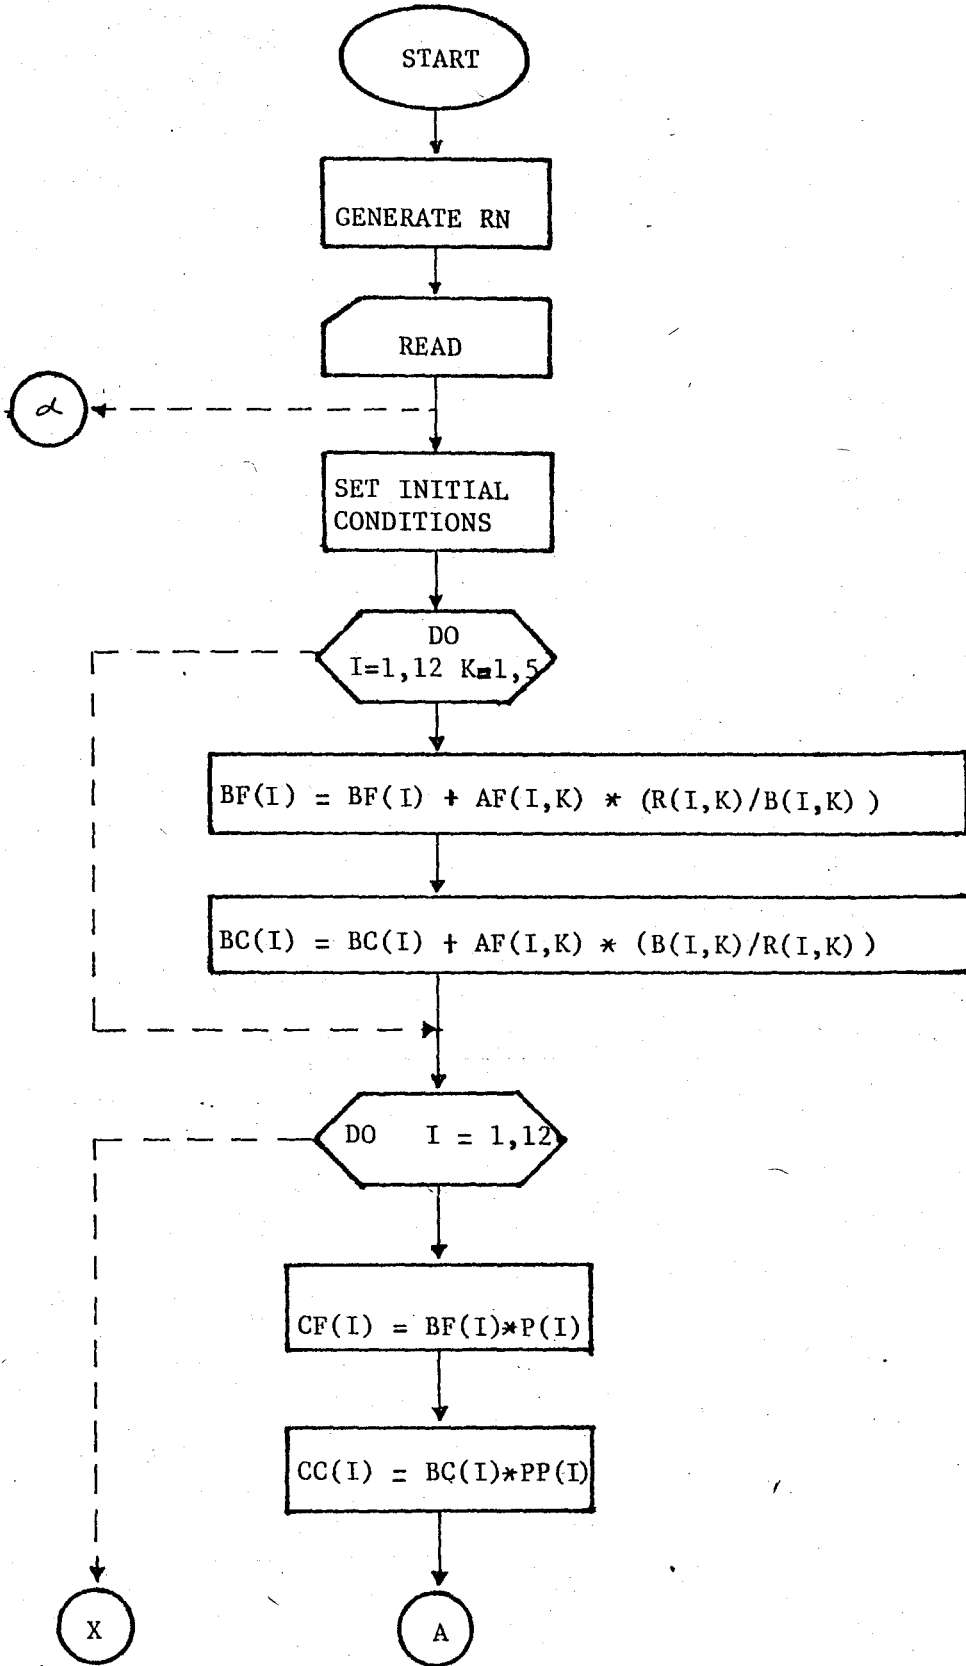 START
GENERATE RN
READ
α
SET INITIAL
CONDITIONS
DO
I=1,12 K=1,5
BF(I) = BF(I) + AF(I,K) * (R(I,K)/B(I,K) )
BC(I) = BC(I) + AF(I,K) * (B(I,K)/R(I,K) )
DO I = 1,12
CF(I) = BF(I)*P(I)
CC(I) = BC(I)*PP(I)
X
A